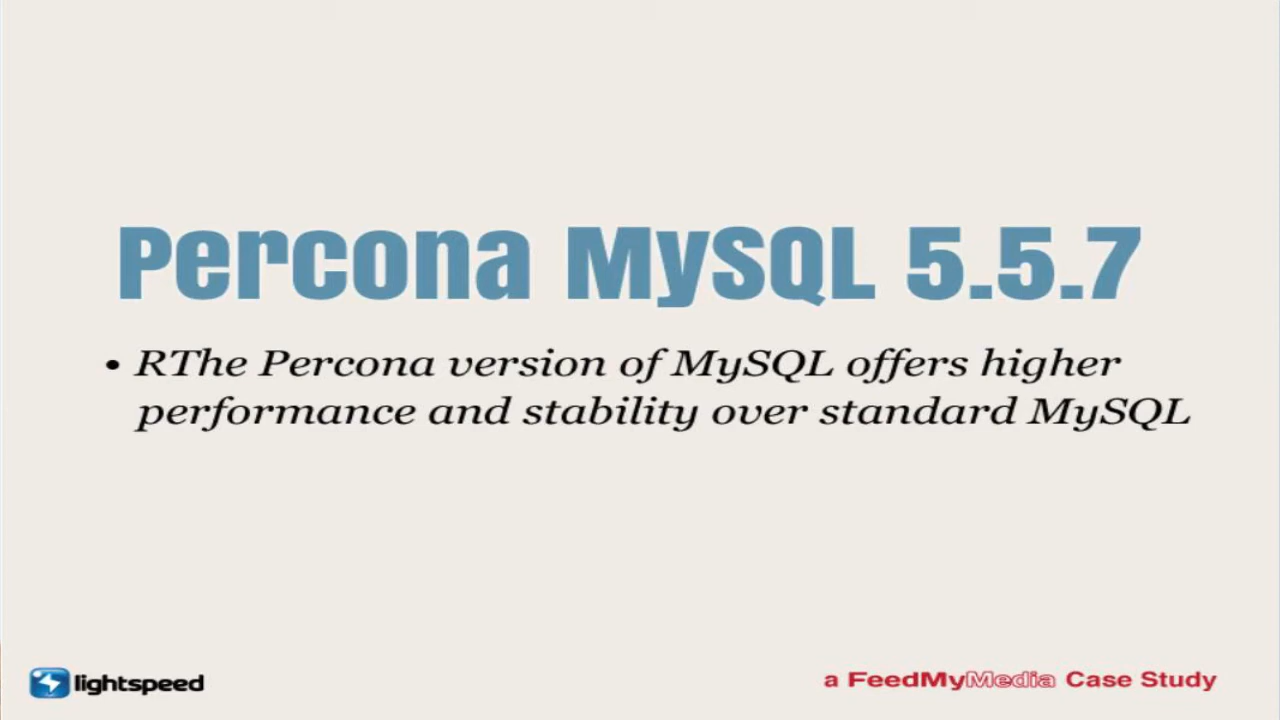 Percona MySQL 5.5.7
• RThe Percona version of MySQL offers higher
performance and stability over standard MySQL
lightspeed
a FeedMyMedia Case Study